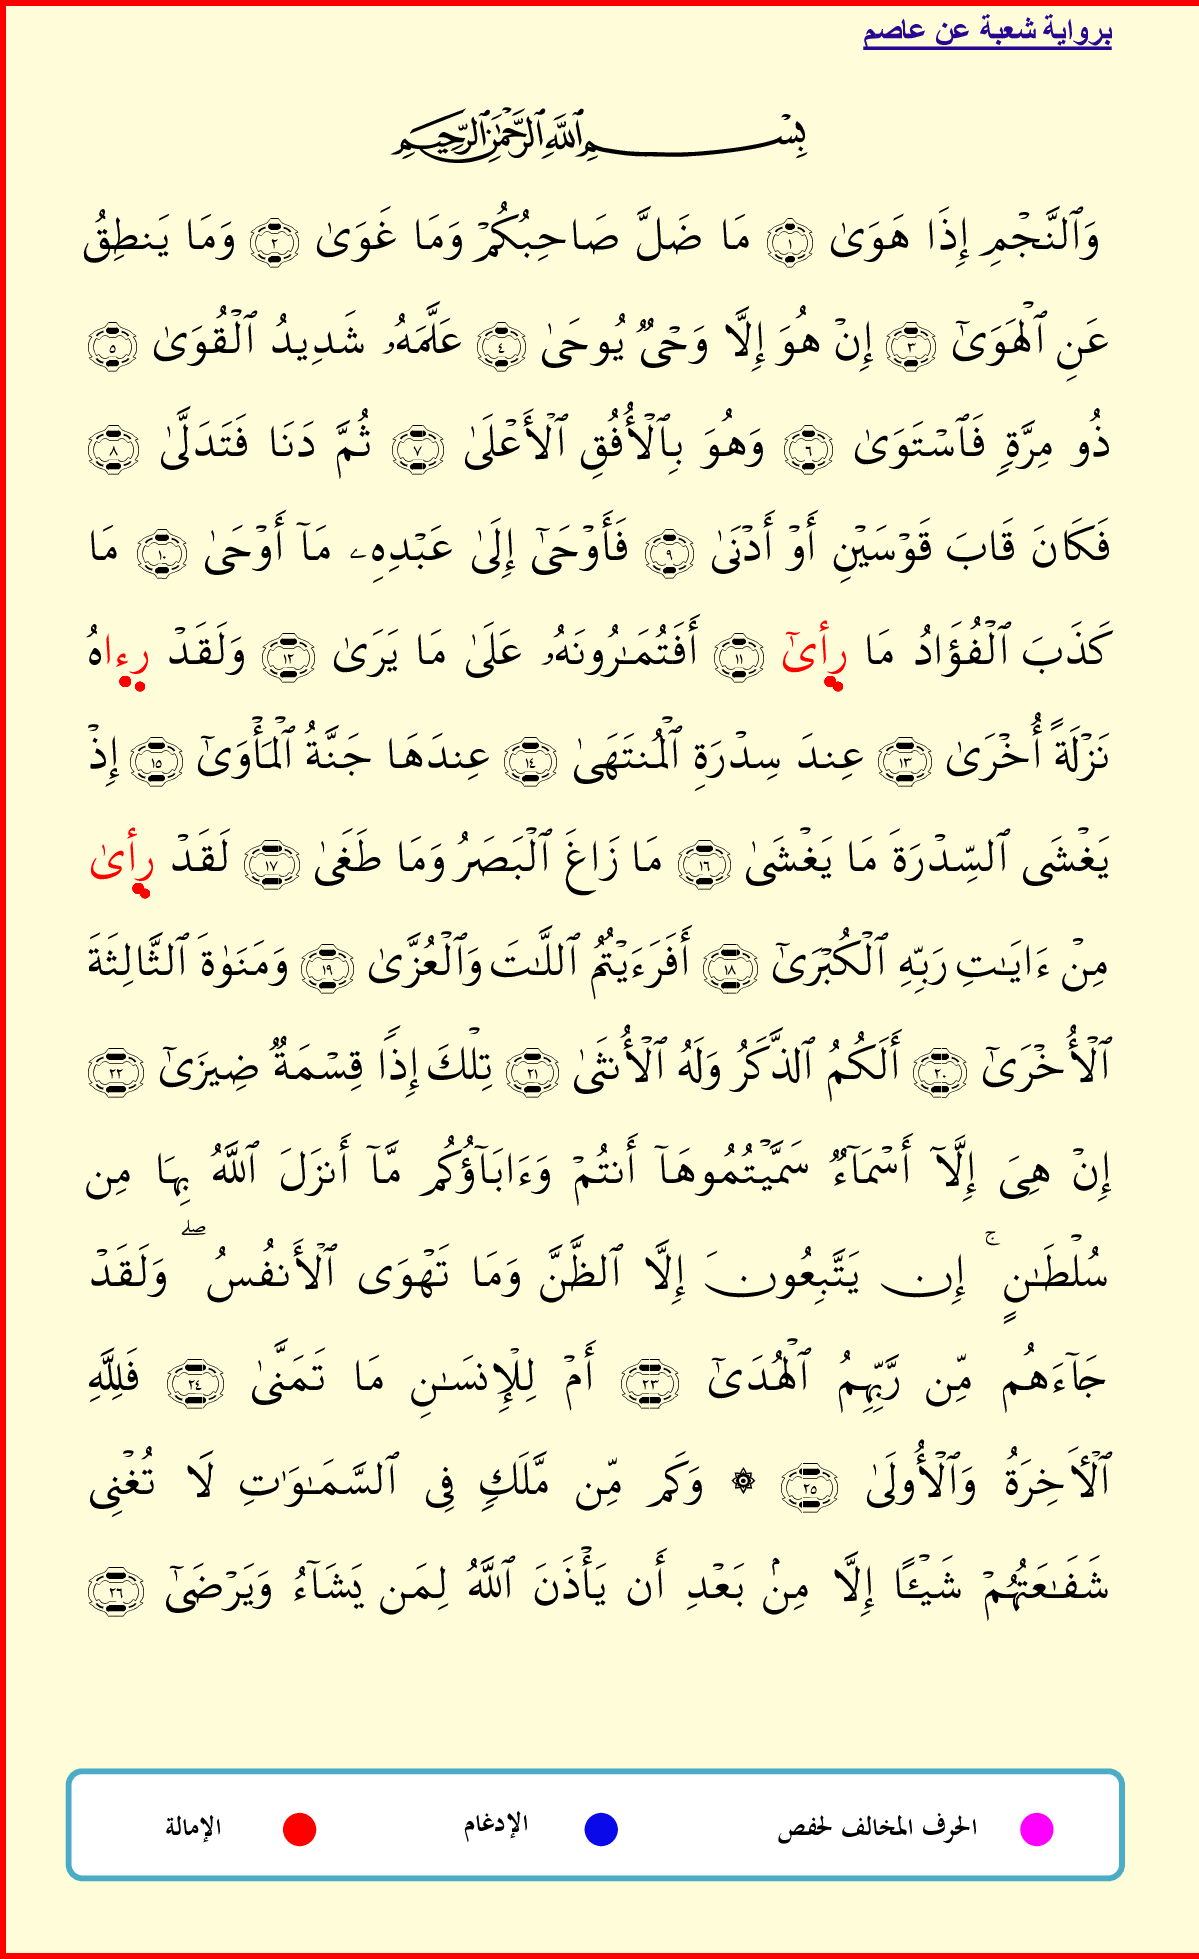 برواية شعبة عن عاصم
بِسْمِ ٱللَّهِ ٱلرَّحْمَٰنِ ٱلرَّحِيمِ
وَٱلنَّجْمِ إِذَا هَوَىٰ ١ مَا ضَلَّ صَاحِبُكُمْ وَمَا غَوَىٰ ٢ وَمَا يَنطِقُ
عَنِ ٱلْهَوَىٰٓ ٣ إِنْ هُوَ إِلَّا وَحْىٌ يُوحَىٰ ٤ عَلَّمَهُۥ شَدِيدُ ٱلْقُوَىٰ ٥
ذُو مِرَّةٍ فَٱسْتَوَىٰ ٦ وَهُوَ بِٱلْأُفُقِ ٱلْأَعْلَىٰ ٧ ثُمَّ دَنَا فَتَدَلَّىٰ ٨
فَكَانَ قَابَ قَوْسَيْنِ أَوْ أَدْنَىٰ ٩ فَأَوْحَىٰٓ إِلَىٰ عَبْدِهِۦ مَآ أَوْحَىٰ ١٠ مَا
كَذَبَ ٱلْفُؤَادُ مَا رِأىٰٓ ١١ أَفَتُمَـٰرُونَهُۥ عَلَىٰ مَا يَرَىٰ ١٢ وَلَقَدْ رِءاهُ
نَزْلَةً أُخْرَىٰ ١٣ عِندَ سِدْرَةِ ٱلْمُنتَهَىٰ ١٤ عِندَهَا جَنَّةُ ٱلْمَأْوَىٰٓ ١٥ إِذْ
يَغْشَى ٱلسِّدْرَةَ مَا يَغْشَىٰ ١٦ مَا زَاغَ ٱلْبَصَرُ وَمَا طَغَىٰ ١٧ لَقَدْ رِأىٰ
مِنْ ءَايَـٰتِ رَبِّهِ ٱلْكُبْرَىٰٓ ١٨ أَفَرَءَيْتُمُ ٱللَّـٰتَ وَٱلْعُزَّىٰ ١٩ وَمَنَوٰةَ ٱلثَّالِثَةَ
ٱلْأُخْرَىٰٓ ٢٠ أَلَكُمُ ٱلذَّكَرُ وَلَهُ ٱلْأُنثَىٰ ٢١ تِلْكَ إِذًا قِسْمَةٌ ضِيزَىٰٓ ٢٢
إِنْ هِىَ إِلَّآ أَسْمَآءٌ سَمَّيْتُمُوهَآ أَنتُمْ وَءَابَآؤُكُم مَّآ أَنزَلَ ٱللَّهُ بِهَا مِن
سُلْطَـٰنٍ ۚ إِن يَتَّبِعُونَ إِلَّا ٱلظَّنَّ وَمَا تَهْوَى ٱلْأَنفُسُ ۖ وَلَقَدْ
جَآءَهُم مِّن رَّبِّهِمُ ٱلْهُدَىٰٓ ٢٣ أَمْ لِلْإِنسَـٰنِ مَا تَمَنَّىٰ ٢٤ فَلِلَّهِ
ٱلْـَٔاخِرَةُ وَٱلْأُولَىٰ ٢٥ ۞ وَكَم مِّن مَّلَكٍ فِى ٱلسَّمَـٰوَٰتِ لَا تُغْنِى
شَفَـٰعَتُهُمْ شَيْـًٔا إِلَّا مِنۢ بَعْدِ أَن يَأْذَنَ ٱللَّهُ لِمَن يَشَآءُ وَيَرْضَىٰٓ ٢٦
الحرف المخالف لحفص الإدغام الإمالة